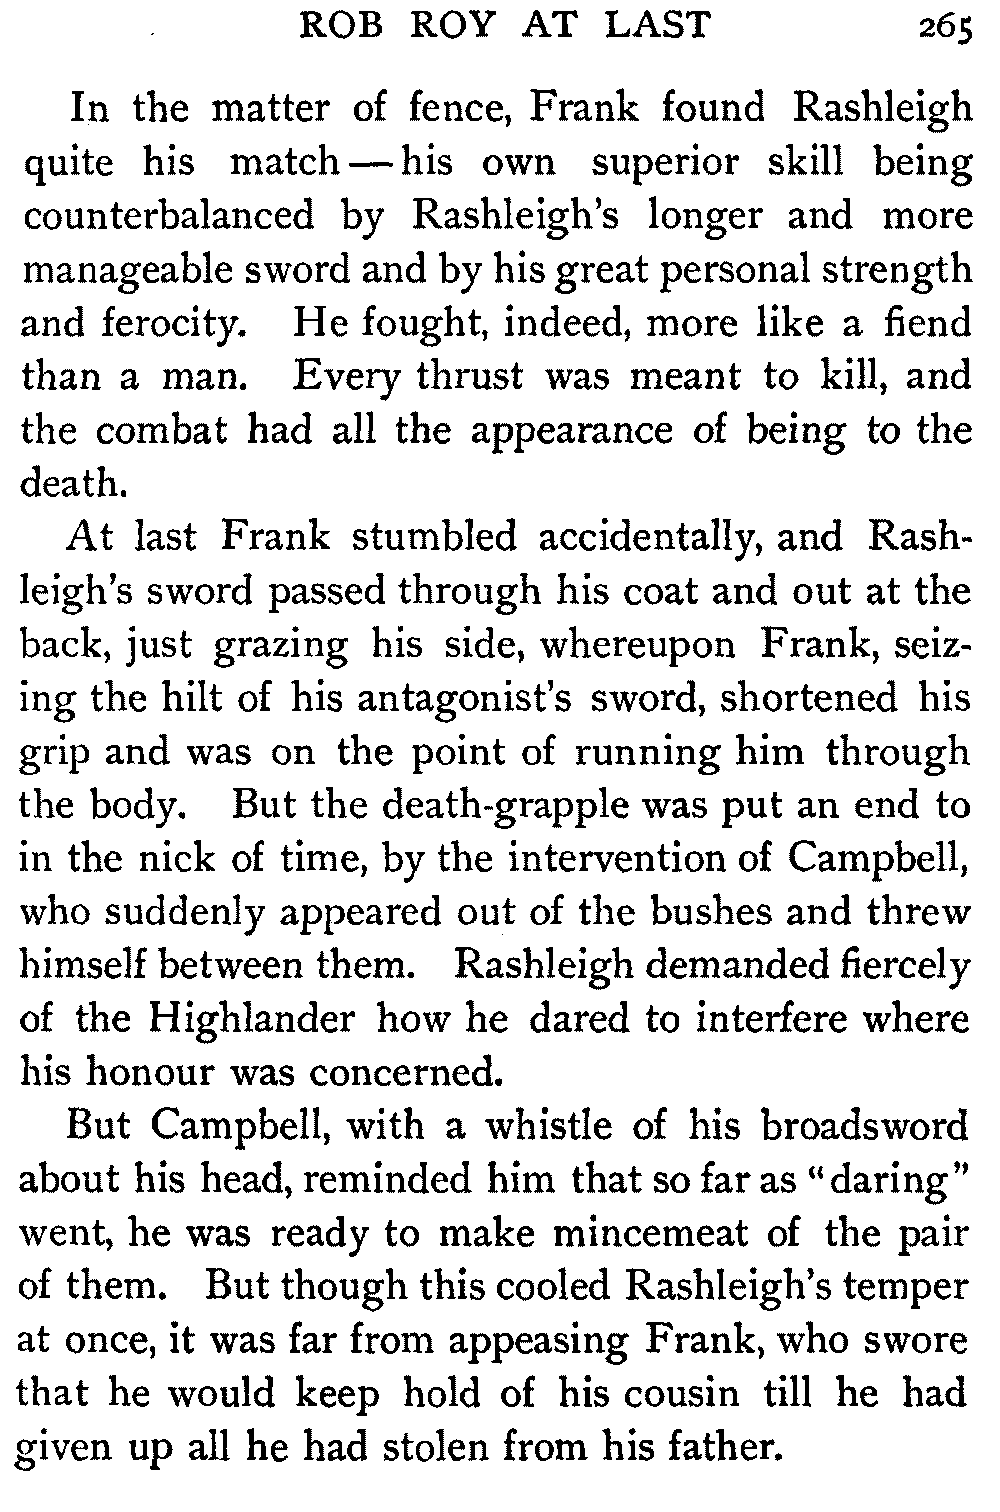 ROB ROY AT LAST 265
In the matter of fence, Frank found Rashleigh
quite his match—his own superior skill being
counterbalanced by Rashleigh's longer and more
manageable sword and by his great personal strength
and ferocity. He fought, indeed, more like a fiend
than a man. Every thrust was meant to kill, and
the combat had all the appearance of being to the
death.
At last Frank stumbled accidentally, and Rash-
leigh's sword passed through his coat and out at the
back, just grazing his side, whereupon Frank, seiz-
ing the hilt of his antagonist's sword, shortened his
grip and was on the point of running him through
the body. But the death-grapple was put an end to
in the nick of time, by the intervention of Campbell,
who suddenly appeared out of the bushes and threw
himself between them. Rashleigh demanded fiercely
of the Highlander how he dared to interfere where
his honour was concerned.
But Campbell, with a whistle of his broadsword
about his head, reminded him that so far as "daring"
went, he was ready to make mincemeat of the pair
of them. But though this cooled Rashleigh's temper
at once, it was far from appeasing Frank, who swore
that he would keep hold of his cousin till he had
given up all he had stolen from his father.